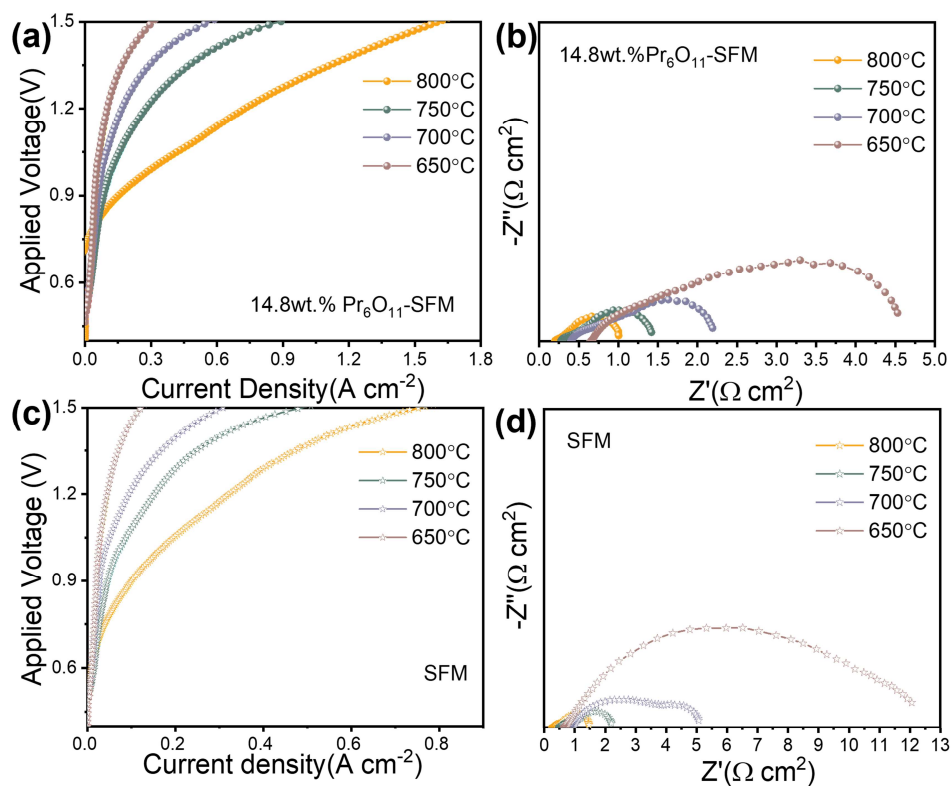 (a)
1.5
1.2
0.9
0.6
Applied Voltage(V)
800°C
750°C
700°C
650°C
14.8wt.% Pr₆O₁₁-SFM
0.0 0.3 0.6 0.9 1.2 1.5 1.8
Current Density(A cm⁻²)
(b)
14.8wt.%Pr₆O₁₁-SFM
800°C
750°C
700°C
650°C
-Z''(Ω cm²)
0.0 0.5 1.0 1.5 2.0 2.5 3.0 3.5 4.0 4.5 5.0
Z'(Ω cm²)
(c)
1.5
1.2
0.9
0.6
Applied Voltage (V)
800°C
750°C
700°C
650°C
SFM
0.0 0.2 0.4 0.6 0.8
Current density(A cm⁻²)
(d)
SFM
800°C
750°C
700°C
650°C
-Z''(Ω cm²)
0 1 2 3 4 5 6 7 8 9 10 11 12 13
Z'(Ω cm²)